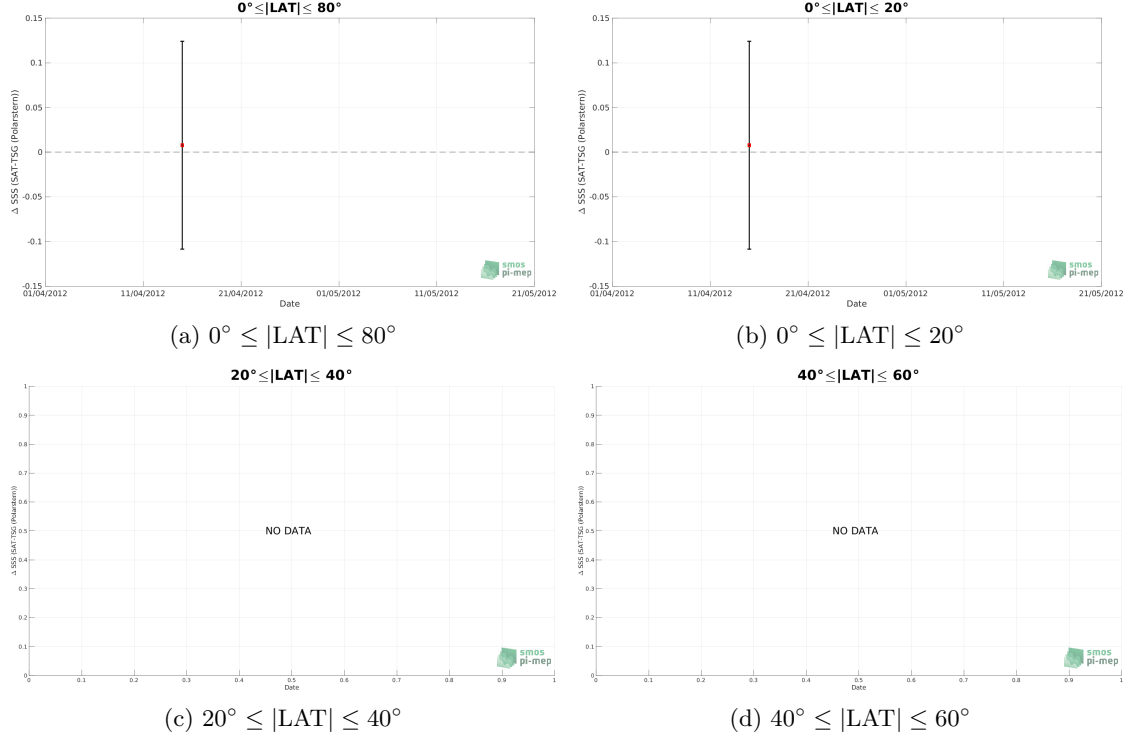 0°≤|LAT|≤ 80°
0.15
0.1
0.05
0
-0.05
-0.1
-0.15
Δ SSS (SAT-TSG (Polarstern))
01/04/2012 11/04/2012 21/04/2012 01/05/2012 11/05/2012 21/05/2012
Date
smos
pi-mep
(a) 0° ≤ |LAT| ≤ 80°
0°≤|LAT|≤ 20°
0.15
0.1
0.05
0
-0.05
-0.1
-0.15
Δ SSS (SAT-TSG (Polarstern))
01/04/2012 11/04/2012 21/04/2012 01/05/2012 11/05/2012 21/05/2012
Date
smos
pi-mep
(b) 0° ≤ |LAT| ≤ 20°
20°≤|LAT|≤ 40°
1
0.9
0.8
0.7
0.6
0.5
0.4
0.3
0.2
0.1
0
Δ SSS (SAT-TSG (Polarstern))
NO DATA
0 0.1 0.2 0.3 0.4 0.5 0.6 0.7 0.8 0.9 1
Date
smos
pi-mep
(c) 20° ≤ |LAT| ≤ 40°
40°≤|LAT|≤ 60°
1
0.9
0.8
0.7
0.6
0.5
0.4
0.3
0.2
0.1
0
Δ SSS (SAT-TSG (Polarstern))
NO DATA
0 0.1 0.2 0.3 0.4 0.5 0.6 0.7 0.8 0.9 1
Date
smos
pi-mep
(d) 40° ≤ |LAT| ≤ 60°